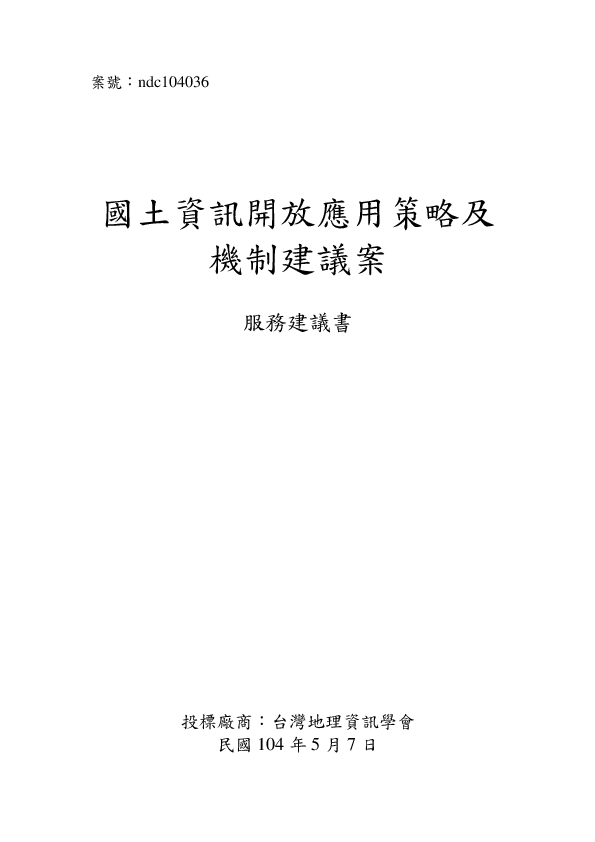 案號：ndc104036
國土資訊開放應用策略及
機制建議案
服務建議書
投標廠商：台灣地理資訊學會
民國 104 年 5 月 7 日